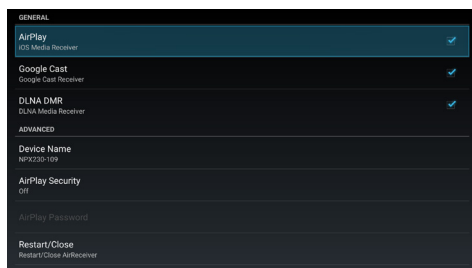 GENERAL
AirPlay
iOS Media Receiver
Google Cast
Google Cast Receiver
DLNA DMR
DLNA Media Receiver
ADVANCED
Device Name
NPX230-109
AirPlay Security
Off
AirPlay Password
Restart/Close
Restart/Close AirReceiver